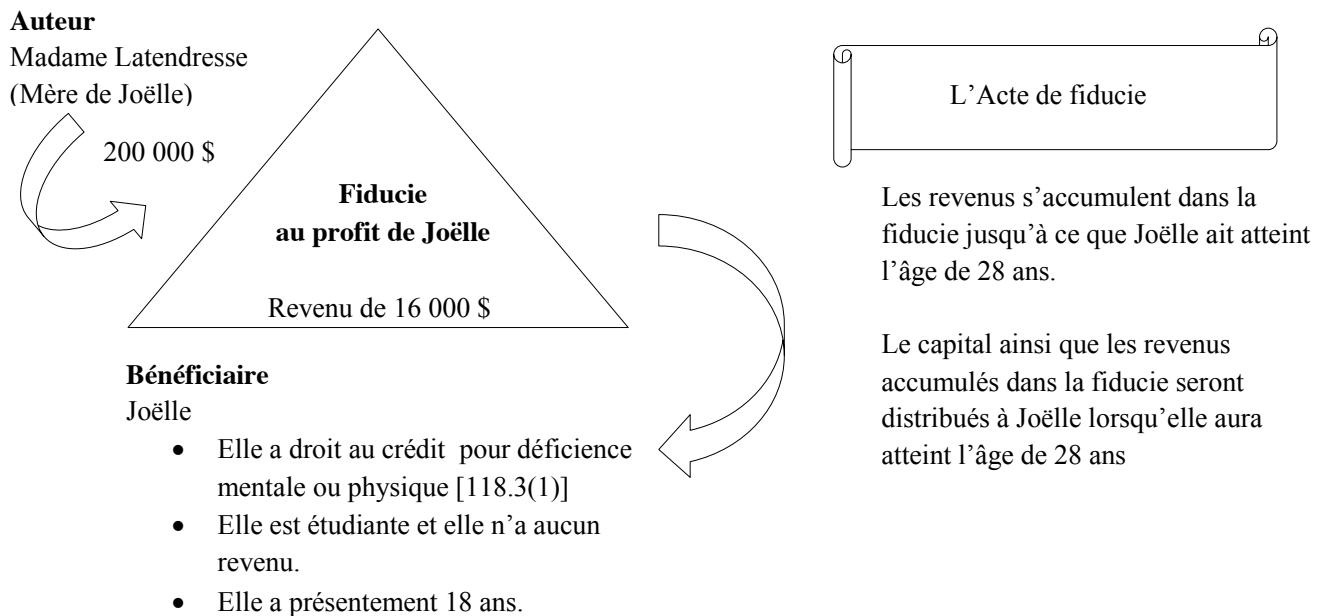 Auteur
Madame Latendresse
(Mère de Joëlle)
200 000 $
Fiducie
au profit de Joëlle
Revenu de 16 000 $
Bénéficiaire
Joëlle
• Elle a droit au crédit pour déficience
mentale ou physique [118.3(1)]
• Elle est étudiante et elle n’a aucun
revenu.
• Elle a présentement 18 ans.
L’Acte de fiducie
Les revenus s’accumulent dans la
fiducie jusqu’à ce que Joëlle ait atteint
l’âge de 28 ans.
Le capital ainsi que les revenus
accumulés dans la fiducie seront
distribués à Joëlle lorsqu’elle aura
atteint l’âge de 28 ans